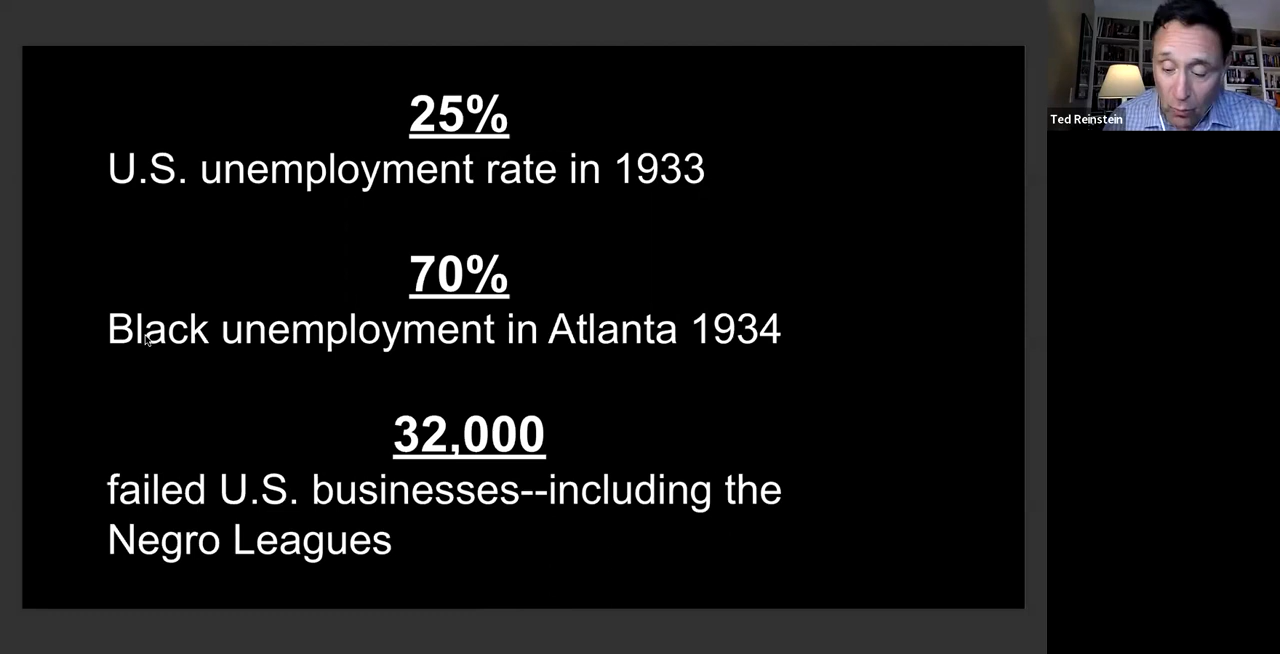 25%
U.S. unemployment rate in 1933
70%
Black unemployment in Atlanta 1934
32,000
failed U.S. businesses--including the
Negro Leagues
Ted Reinstein